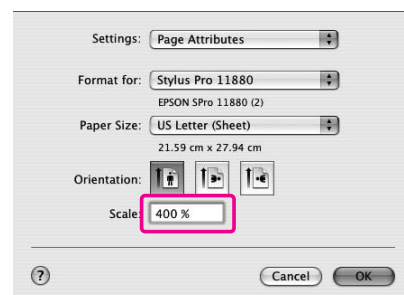 Settings: Page Attributes
Format for: Stylus Pro 11880
EPSON SPro 11880 (2)
Paper Size: US Letter (Sheet)
21.59 cm x 27.94 cm
Orientation:
Scale: 400 %
? Cancel OK